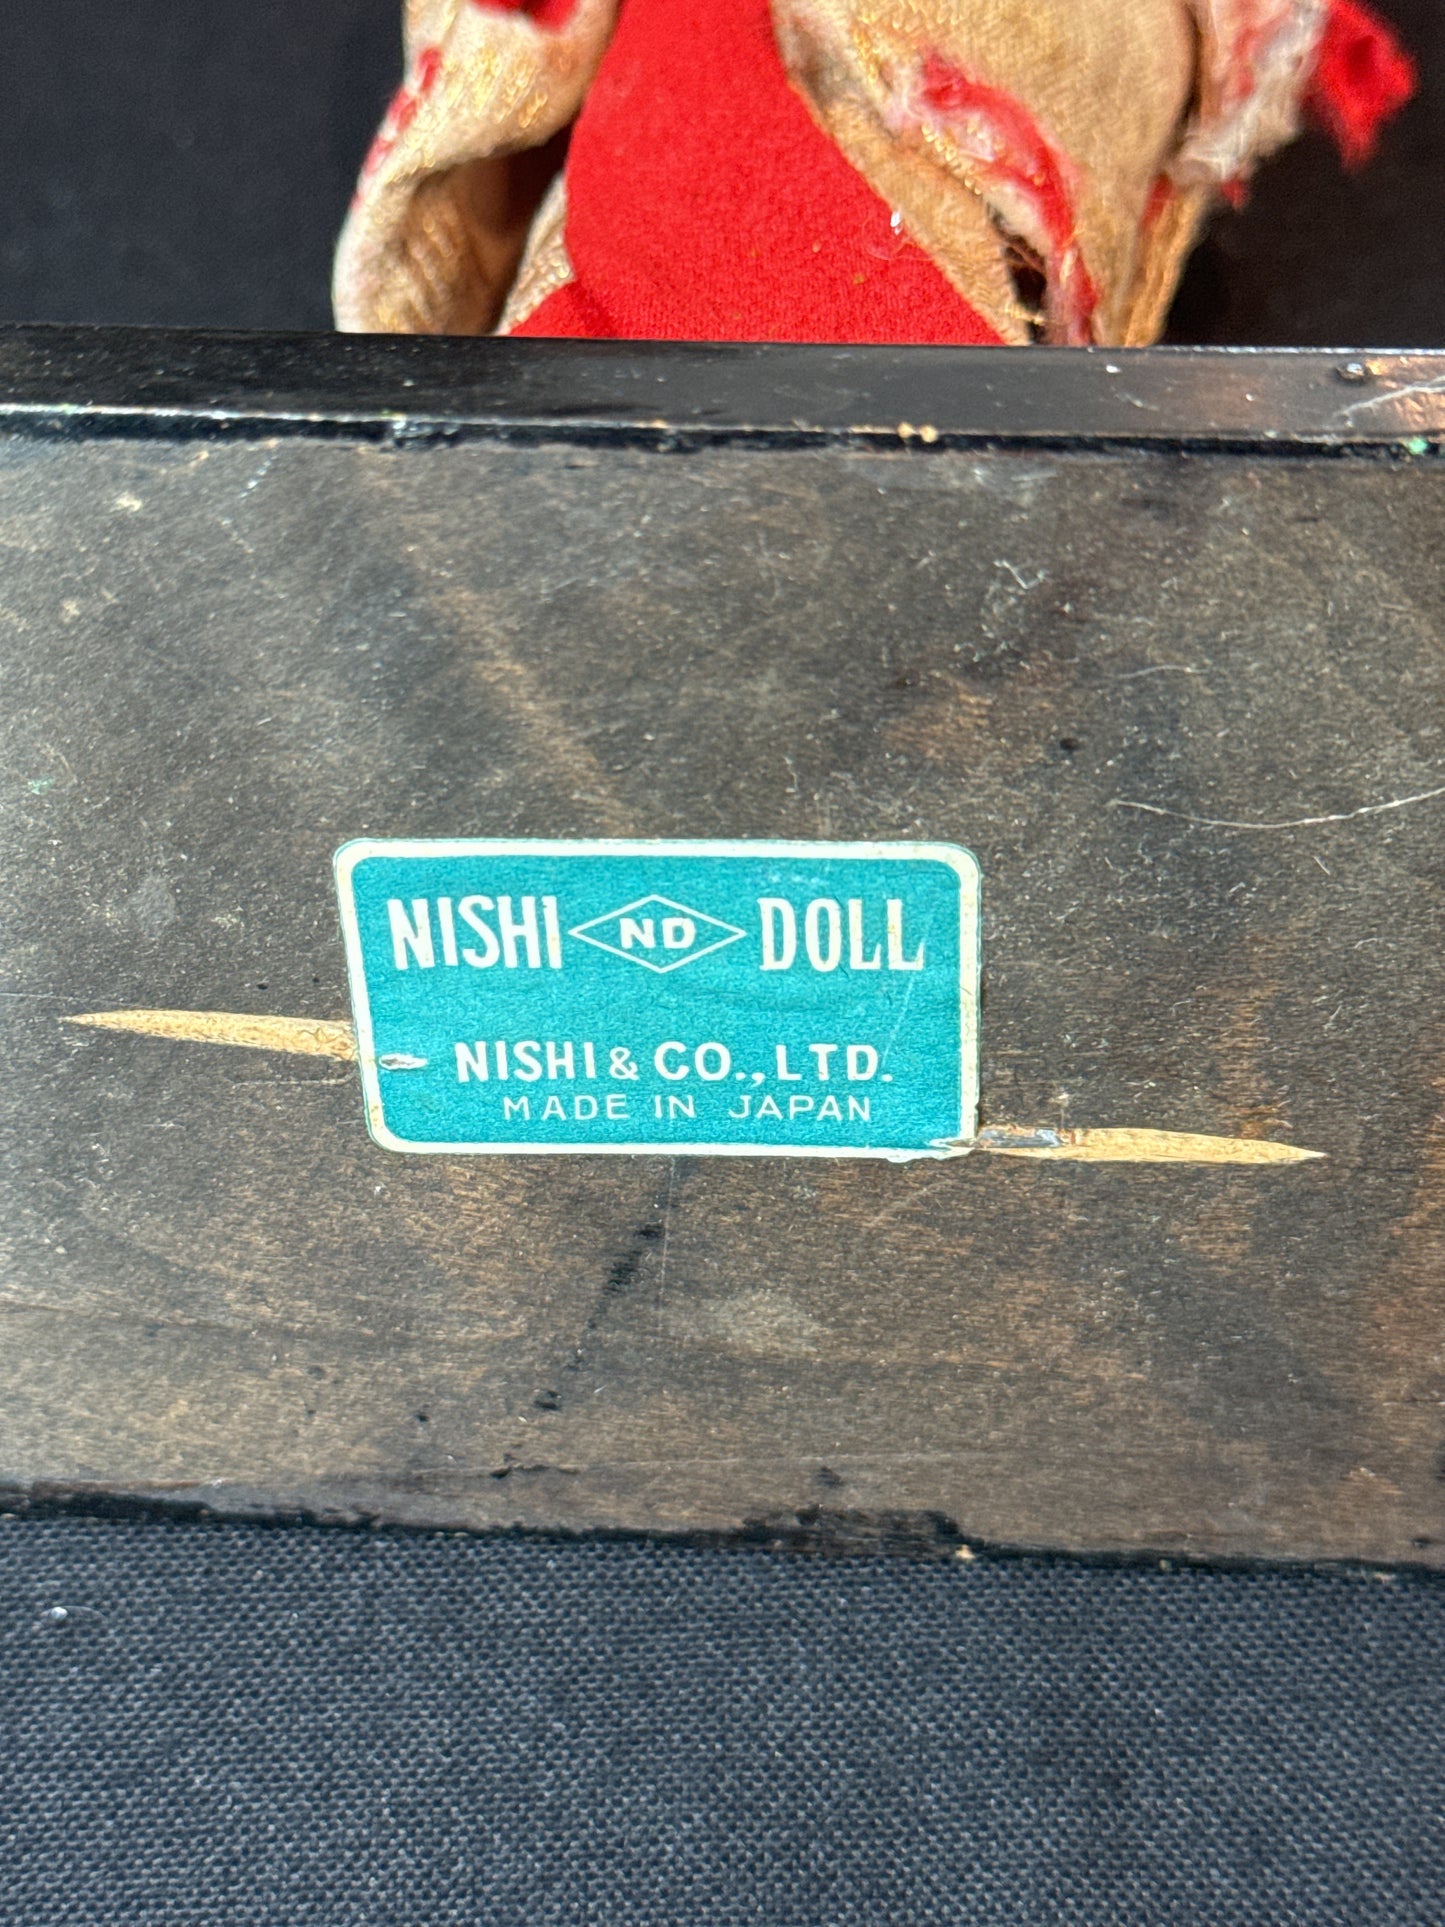 NISHI ND DOLL
NISHI & CO., LTD.
MADE IN JAPAN